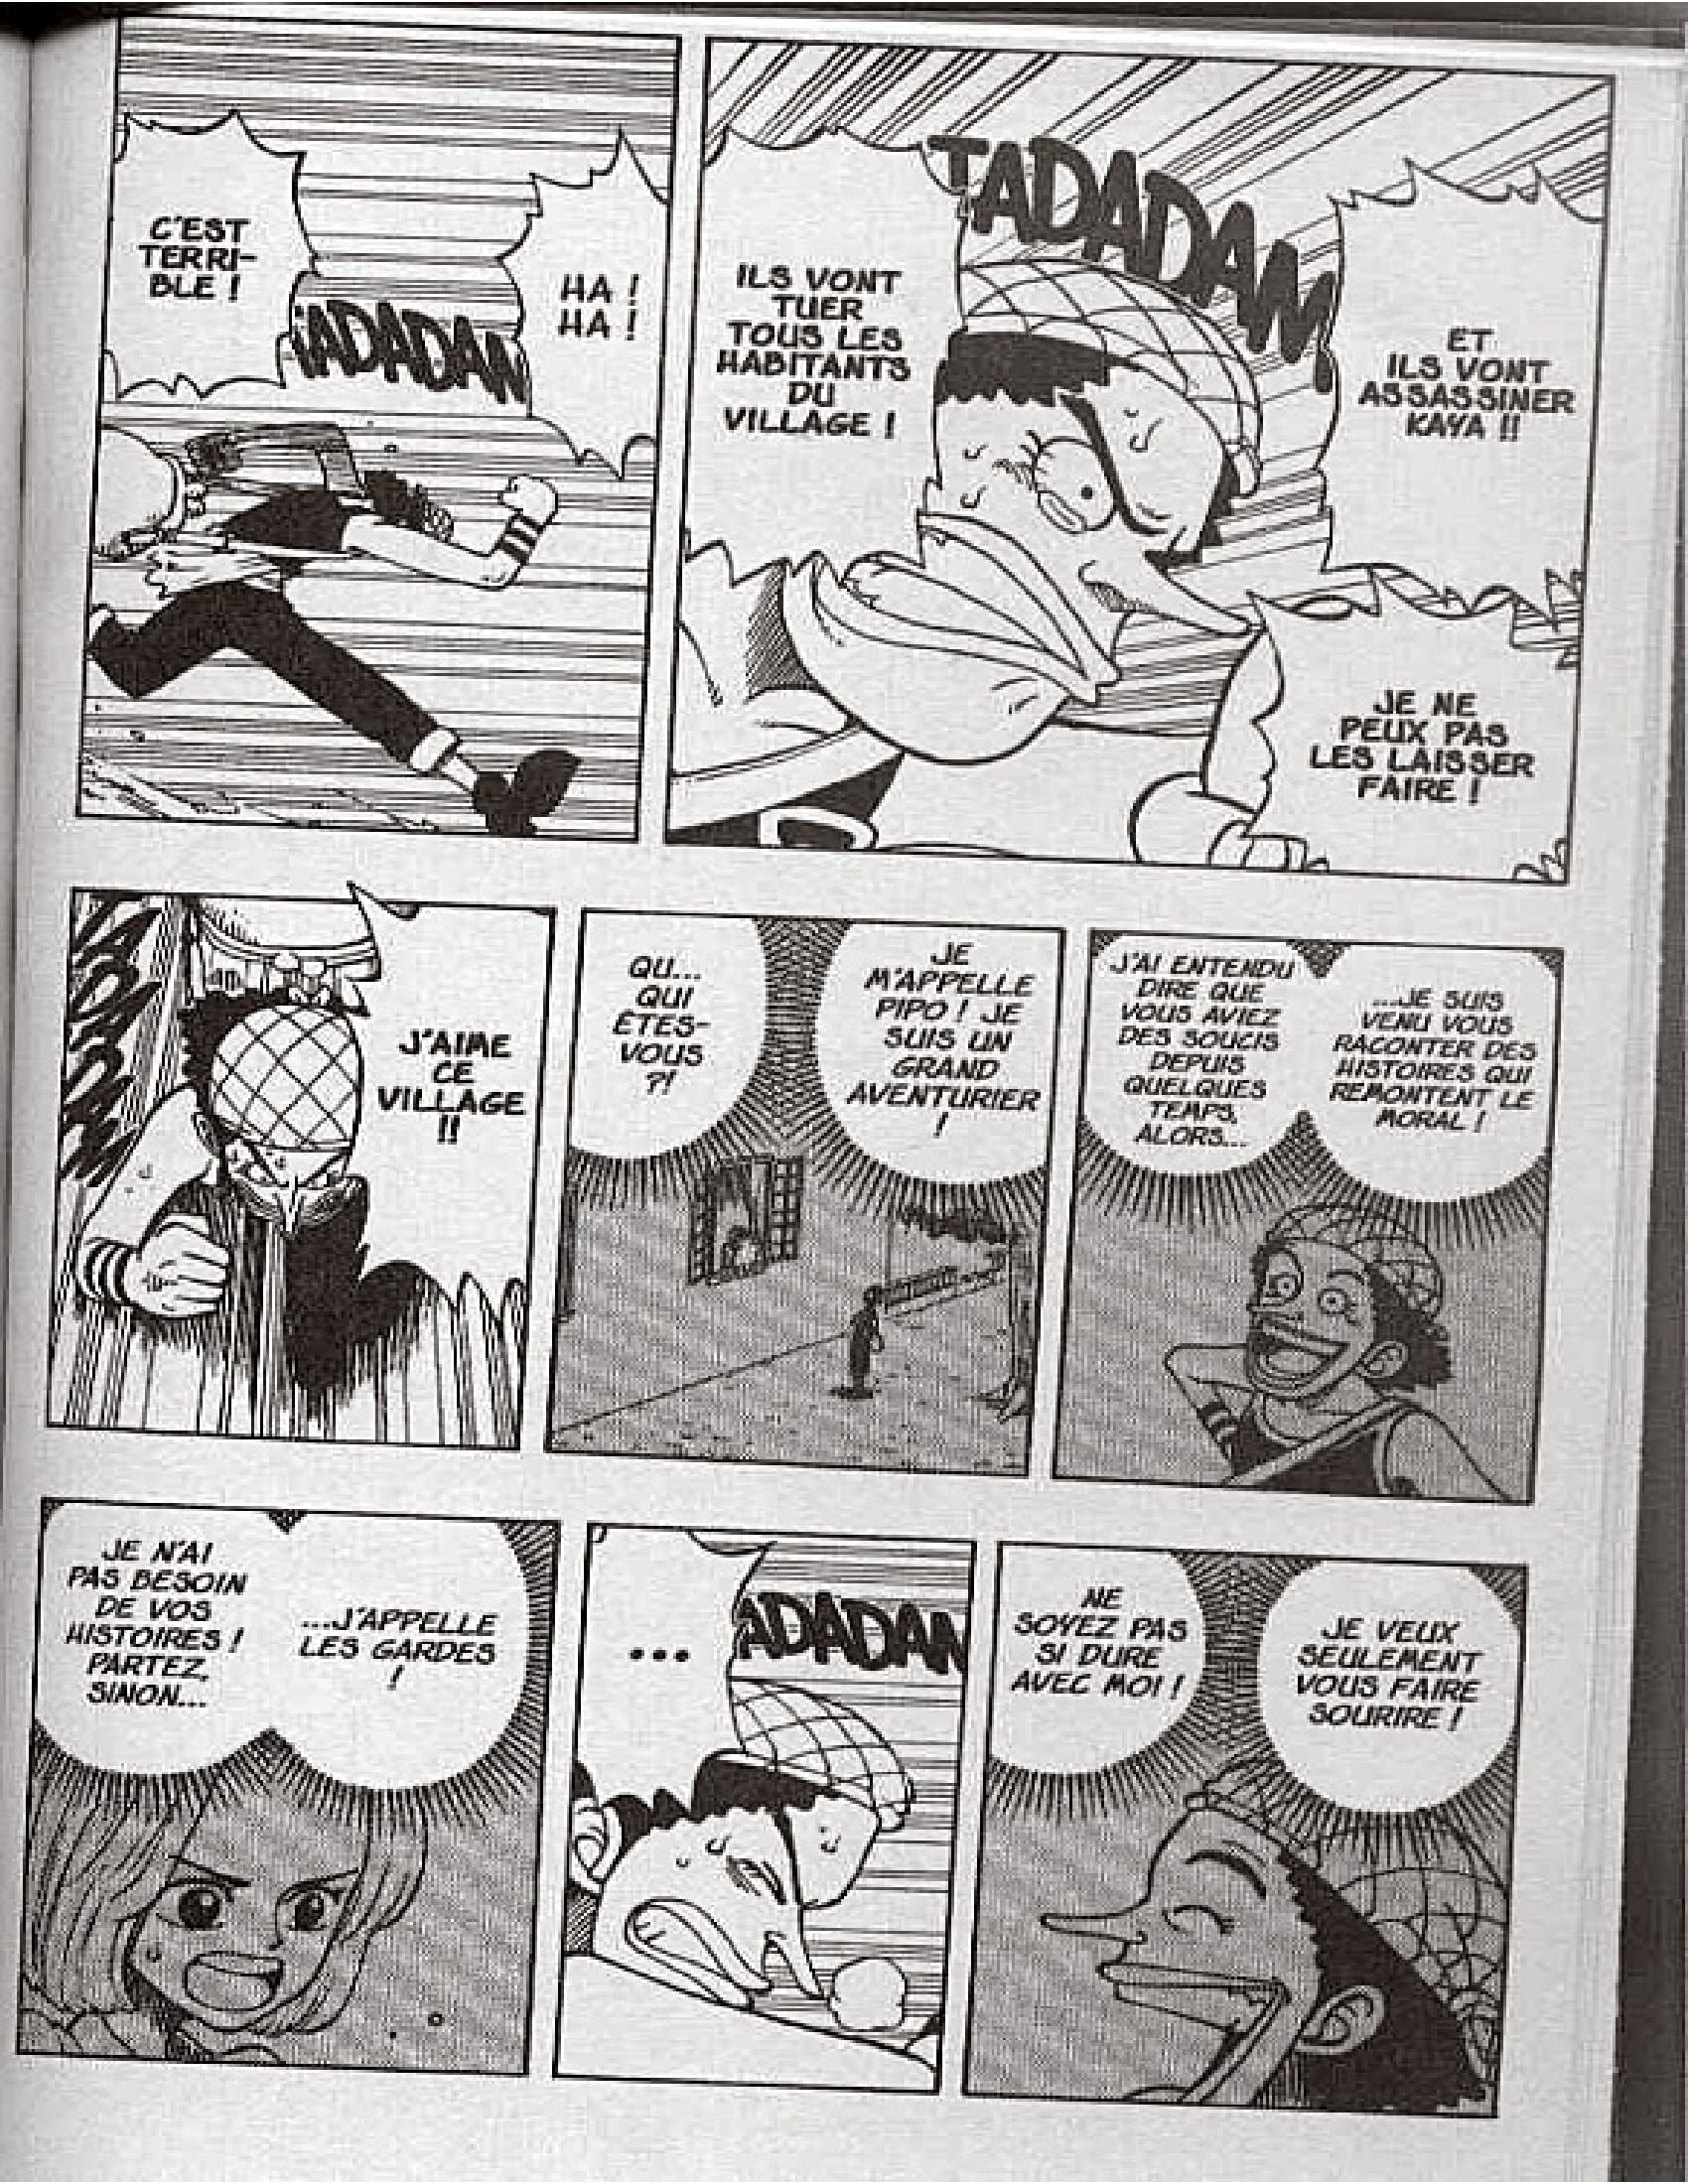 C'EST
TERRI-
BLE !
TADADAN
HA !
HA !
ILS VONT
TUER
TOUS LES
HABITANTS
DU
VILLAGE !
TADADAM
ET
ILS VONT
ASSASSINER
KAYA !!
JE NE
PEUX PAS
LES LAISSER
FAIRE !
J'AIME
CE
VILLAGE
!!
QU...
QUI
ETES-
VOUS
?!
JE
M'APPELLE
PIPO ! JE
SUIS UN
GRAND
AVENTURIER
!
J'AI ENTENDU
DIRE QUE
VOUS AVIEZ
DES SOUCIS
DEPUIS
QUELQUES
TEMPS,
ALORS...
...JE SUIS
VENU VOUS
RACONTER DES
HISTOIRES QUI
REMONTENT LE
MORAL !
JE N'AI
PAS BESOIN
DE VOS
HISTOIRES !
PARTEZ,
SINON...
...J'APPELLE
LES GARDES
!
...
ADADAN
NE
SOYEZ PAS
SI DURE
AVEC MOI !
JE VEUX
SEULEMENT
VOUS FAIRE
SOURIRE !